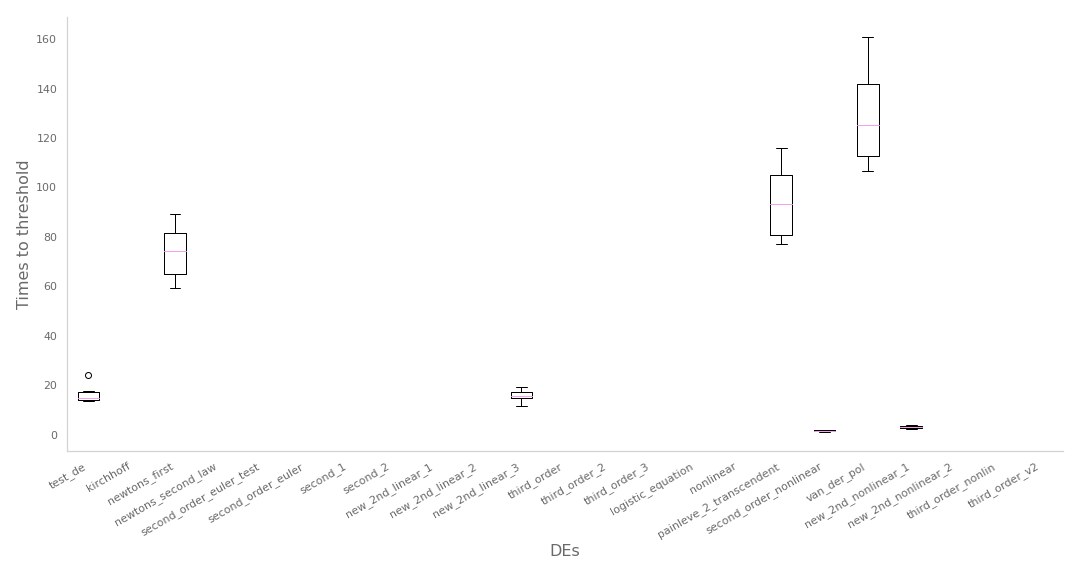 160
140
120
100
80
60
40
20
0
Times to threshold
test_de
kirchhoff
newtons_first
newtons_second_law
second_order_euler_test
second_order_euler
second_1
second_2
new_2nd_linear_1
new_2nd_linear_2
new_2nd_linear_3
third_order
third_order_2
third_order_3
logistic_equation
nonlinear
painleve_2_transcendent
second_order_nonlinear
van_der_pol
new_2nd_nonlinear_1
new_2nd_nonlinear_2
third_order_nonlin
third_order_v2
DEs